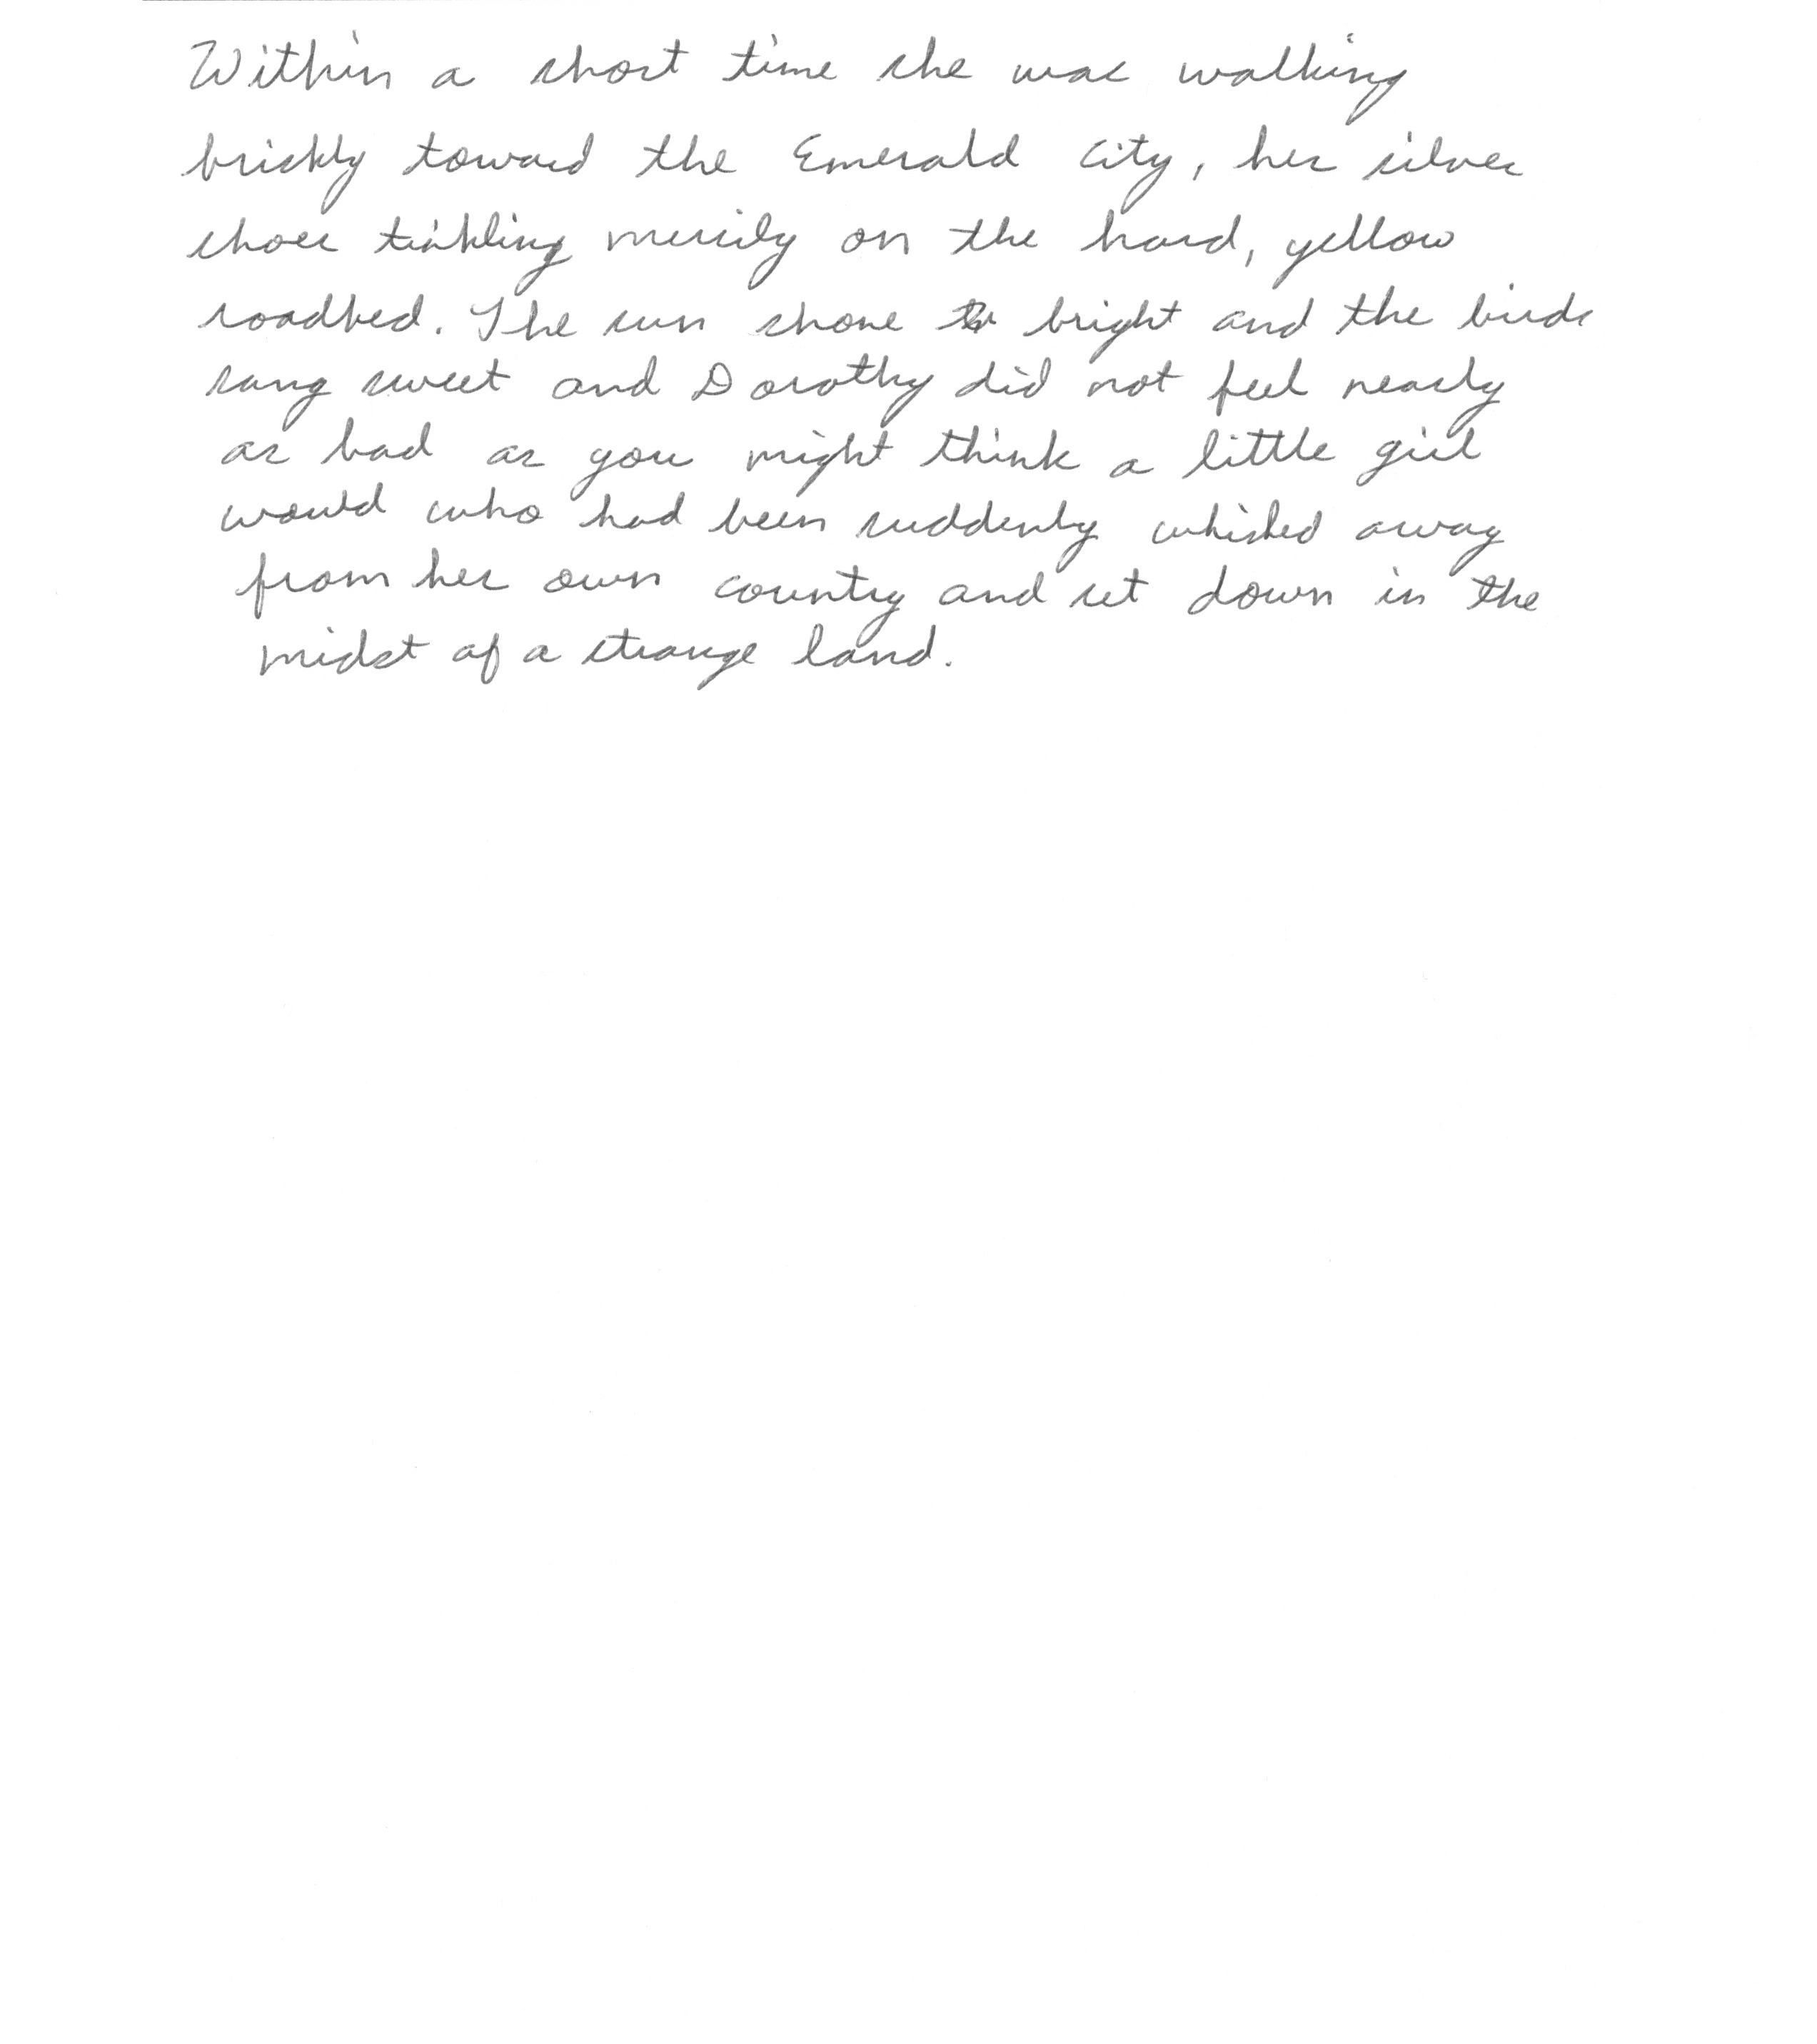 Within a short time she was walking
briskly toward the Emerald City, her silver
shoes tinkling merrily on the hard, yellow
roadbed. The sun shone bright and the birds
sang sweet and Dorothy did not feel nearly
as bad as you might think a little girl
would who had been suddenly whisked away
from her own country and set down in the
midst of a strange land.